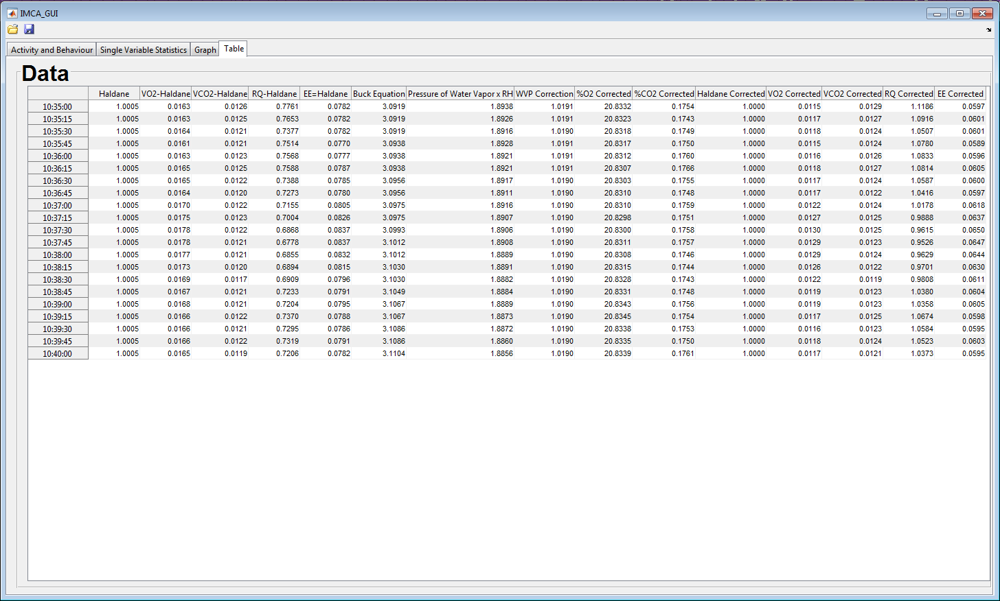 IMCA_GUI
Activity and Behaviour Single Variable Statistics Graph Table
Data
Haldane VO2-Haldane VCO2-Haldane RQ-Haldane EE=Haldane Buck Equation Pressure of Water Vapor x RH WVP Correction %O2 Corrected %CO2 Corrected Haldane Corrected VO2 Corrected VCO2 Corrected RQ Corrected EE Corrected
10:35:00 1.0005 0.0163 0.0126 0.7761 0.0782 3.0919 1.8938 1.0191 20.8332 0.1754 1.0000 0.0115 0.0129 1.1186 0.0597
10:35:15 1.0005 0.0163 0.0125 0.7653 0.0782 3.0919 1.8926 1.0191 20.8323 0.1743 1.0000 0.0117 0.0127 1.0916 0.0601
10:35:30 1.0005 0.0164 0.0121 0.7377 0.0782 3.0919 1.8916 1.0190 20.8318 0.1749 1.0000 0.0118 0.0124 1.0507 0.0601
10:35:45 1.0005 0.0161 0.0121 0.7514 0.0770 3.0938 1.8928 1.0191 20.8317 0.1750 1.0000 0.0115 0.0124 1.0780 0.0589
10:36:00 1.0005 0.0163 0.0123 0.7568 0.0777 3.0938 1.8921 1.0191 20.8312 0.1760 1.0000 0.0116 0.0126 1.0833 0.0596
10:36:15 1.0005 0.0165 0.0125 0.7588 0.0787 3.0938 1.8921 1.0191 20.8307 0.1766 1.0000 0.0118 0.0127 1.0814 0.0605
10:36:30 1.0005 0.0165 0.0122 0.7388 0.0785 3.0956 1.8917 1.0190 20.8303 0.1755 1.0000 0.0117 0.0124 1.0587 0.0600
10:36:45 1.0005 0.0164 0.0120 0.7273 0.0780 3.0956 1.8911 1.0190 20.8310 0.1748 1.0000 0.0117 0.0122 1.0416 0.0597
10:37:00 1.0005 0.0170 0.0122 0.7155 0.0805 3.0975 1.8916 1.0190 20.8310 0.1759 1.0000 0.0122 0.0124 1.0178 0.0618
10:37:15 1.0005 0.0175 0.0123 0.7004 0.0826 3.0975 1.8907 1.0190 20.8298 0.1751 1.0000 0.0127 0.0125 0.9888 0.0637
10:37:30 1.0005 0.0178 0.0122 0.6868 0.0837 3.0993 1.8906 1.0190 20.8300 0.1758 1.0000 0.0130 0.0125 0.9615 0.0650
10:37:45 1.0005 0.0178 0.0121 0.6778 0.0837 3.1012 1.8908 1.0190 20.8311 0.1757 1.0000 0.0129 0.0123 0.9526 0.0647
10:38:00 1.0005 0.0177 0.0121 0.6855 0.0832 3.1012 1.8889 1.0190 20.8308 0.1746 1.0000 0.0129 0.0124 0.9629 0.0644
10:38:15 1.0005 0.0173 0.0120 0.6894 0.0815 3.1030 1.8891 1.0190 20.8315 0.1744 1.0000 0.0126 0.0122 0.9701 0.0630
10:38:30 1.0005 0.0169 0.0117 0.6909 0.0796 3.1030 1.8882 1.0190 20.8328 0.1743 1.0000 0.0122 0.0119 0.9808 0.0611
10:38:45 1.0005 0.0167 0.0121 0.7233 0.0791 3.1049 1.8884 1.0190 20.8331 0.1748 1.0000 0.0119 0.0123 1.0380 0.0604
10:39:00 1.0005 0.0168 0.0121 0.7204 0.0795 3.1067 1.8889 1.0190 20.8343 0.1756 1.0000 0.0119 0.0123 1.0358 0.0605
10:39:15 1.0005 0.0166 0.0122 0.7370 0.0788 3.1067 1.8873 1.0190 20.8345 0.1754 1.0000 0.0117 0.0125 1.0674 0.0598
10:39:30 1.0005 0.0166 0.0121 0.7295 0.0786 3.1086 1.8872 1.0190 20.8338 0.1753 1.0000 0.0116 0.0123 1.0584 0.0595
10:39:45 1.0005 0.0166 0.0122 0.7319 0.0791 3.1086 1.8860 1.0190 20.8335 0.1750 1.0000 0.0118 0.0124 1.0523 0.0603
10:40:00 1.0005 0.0165 0.0119 0.7206 0.0782 3.1104 1.8856 1.0190 20.8339 0.1761 1.0000 0.0117 0.0121 1.0373 0.0595